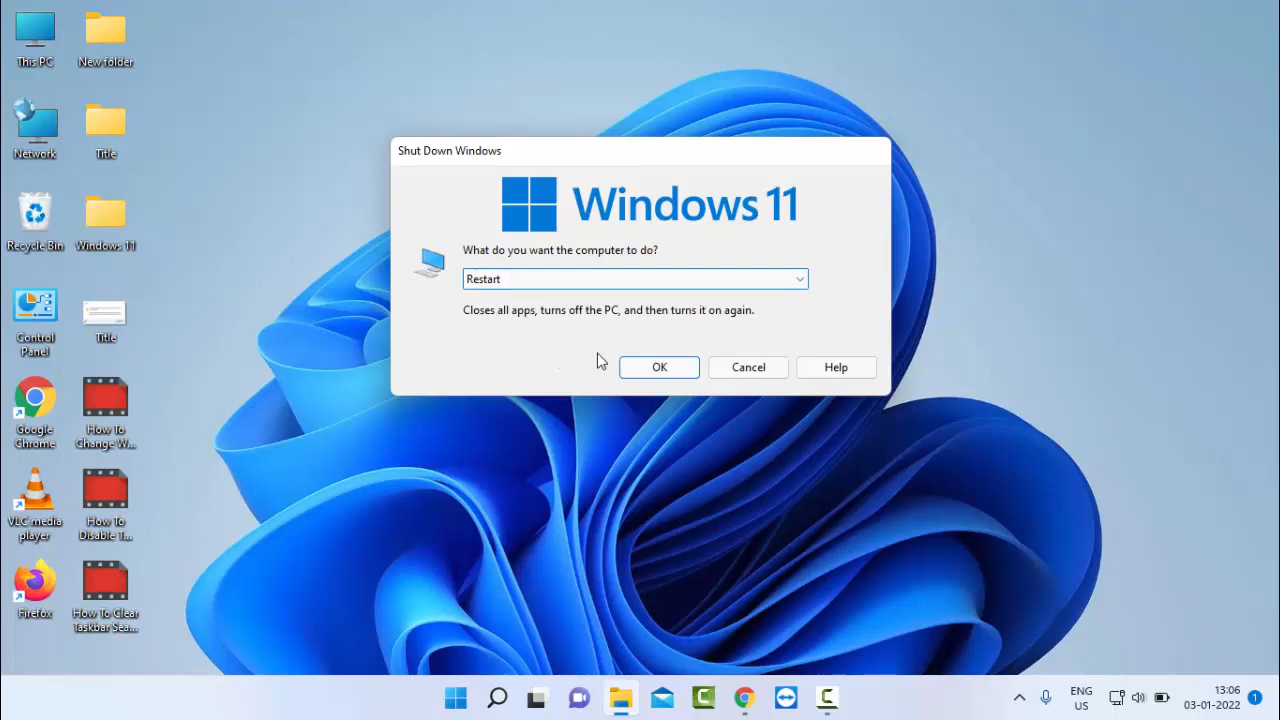 This PC
New folder
Network
Title
Recycle Bin
Windows 11
Control
Panel
Title
Google
Chrome
How To
Change W...
VLC media
player
How To
Disable T...
Firefox
How To Clear
Taskbar Sea...
Shut Down Windows
Windows 11
What do you want the computer to do?
Restart
Closes all apps, turns off the PC, and then turns it on again.
OK
Cancel
Help
ENG
US
13:06
03-01-2022
1